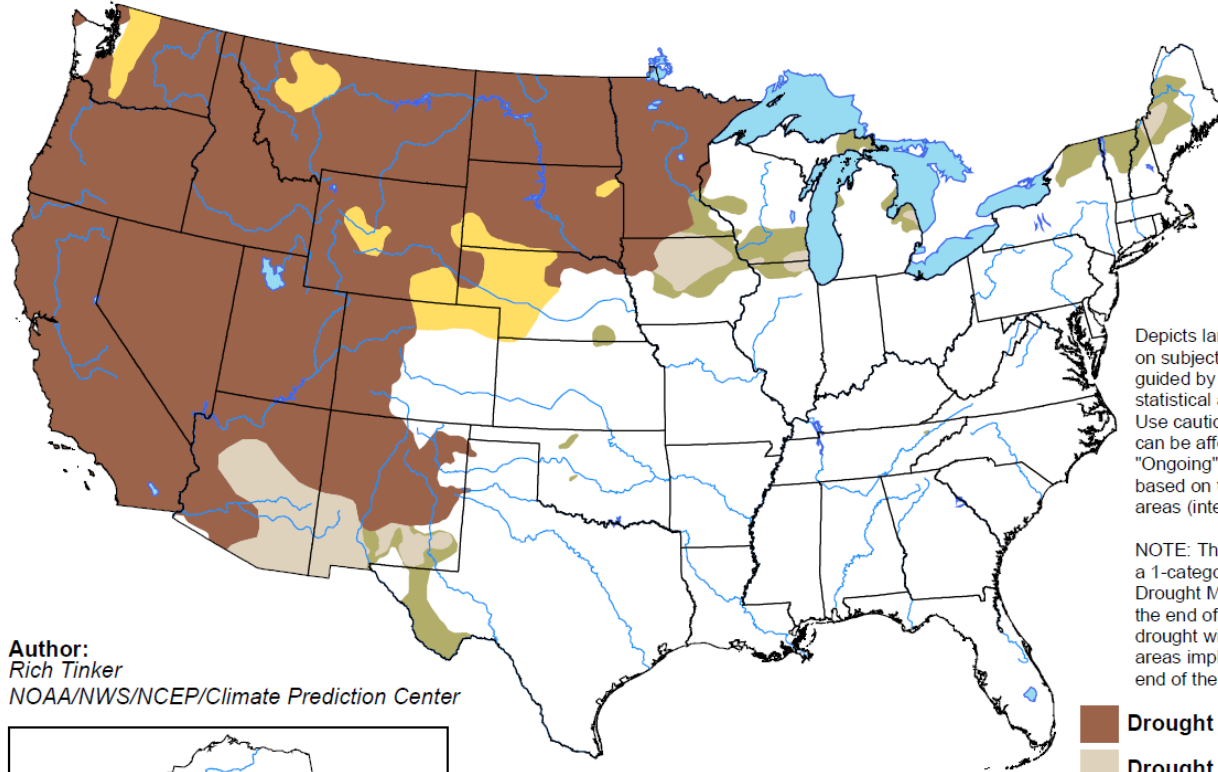 Depicts la
on subject
guided by
statistical a
Use cautio
can be affe
"Ongoing"
based on
areas (inte
NOTE: Th
a 1-catego
Drought M
the end of
drought w
areas impl
end of the
Author:
Rich Tinker
NOAA/NWS/NCEP/Climate Prediction Center
Drought
Drought